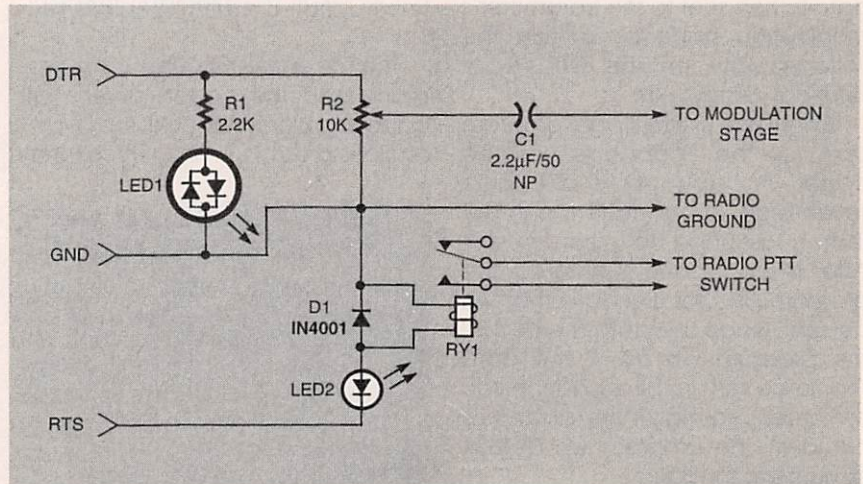 DTR
R1
2.2K
R2
10K
C1
2.2µF/50
NP
TO MODULATION
STAGE
LED1
TO RADIO
GROUND
GND
TO RADIO PTT
SWITCH
D1
IN4001
RY1
LED2
RTS